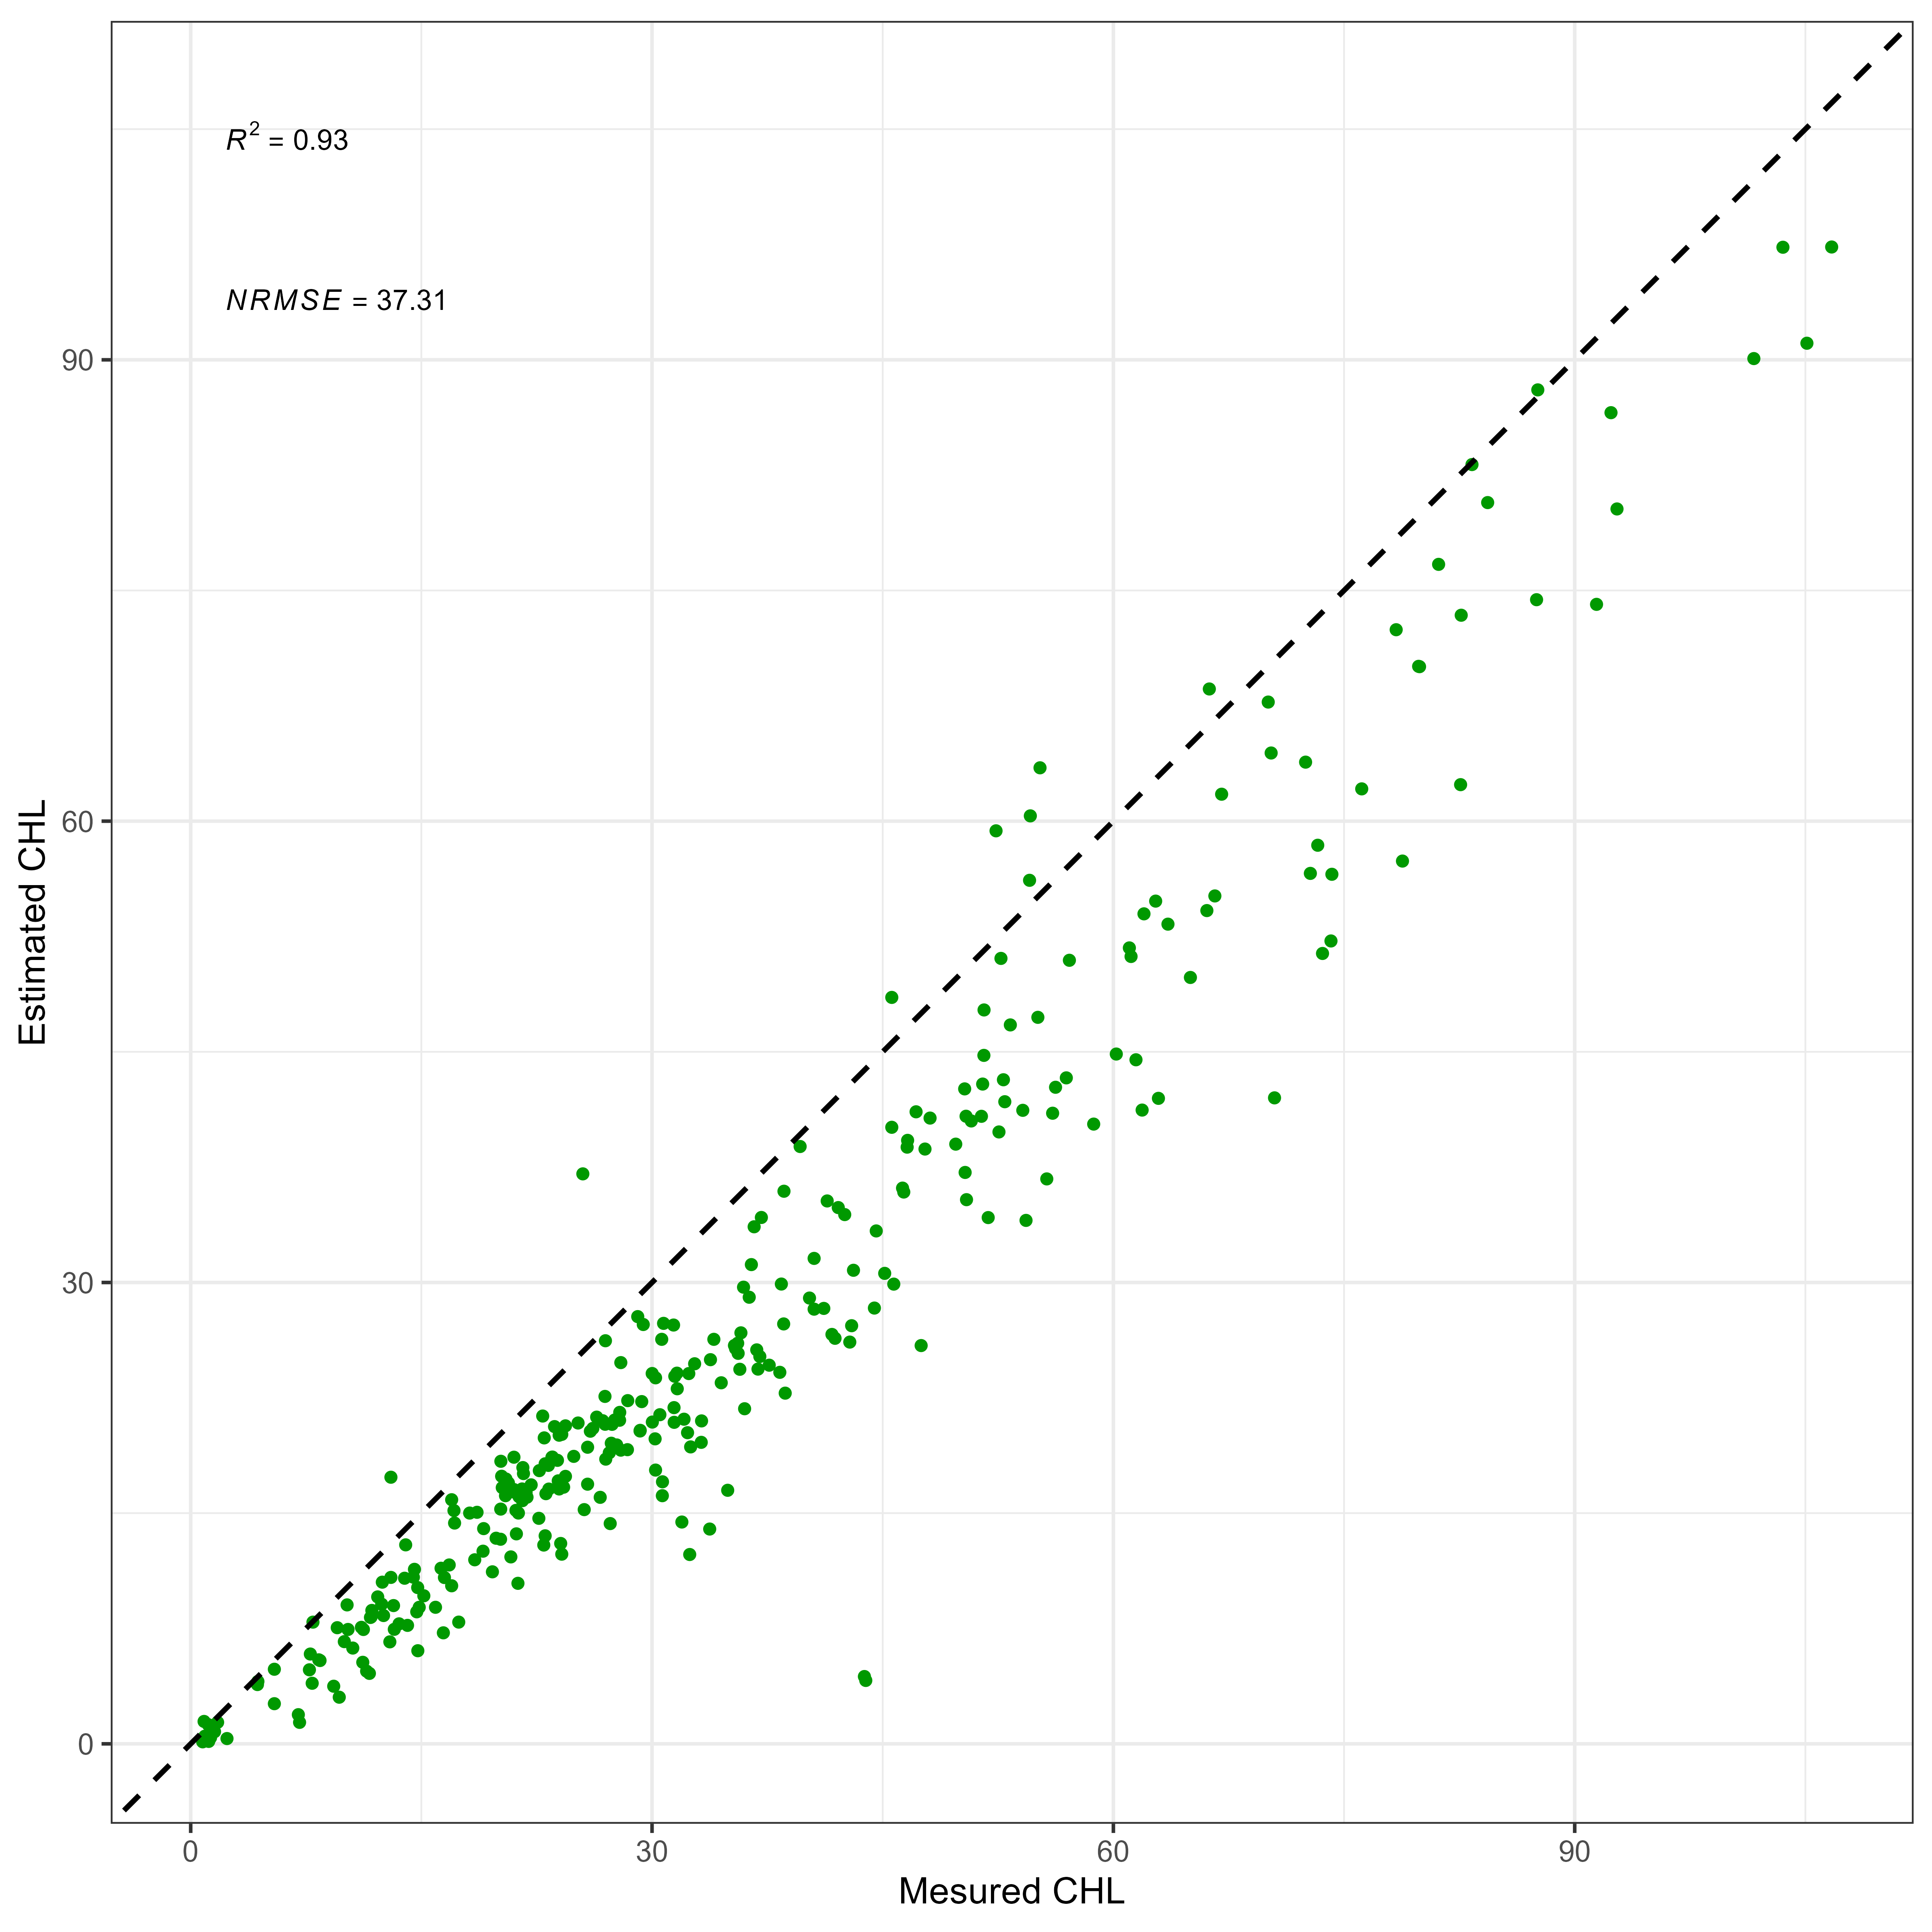 R² = 0.93
NRMSE = 37.31
90
60
30
0
Estimated CHL
0 30 60 90
Mesured CHL